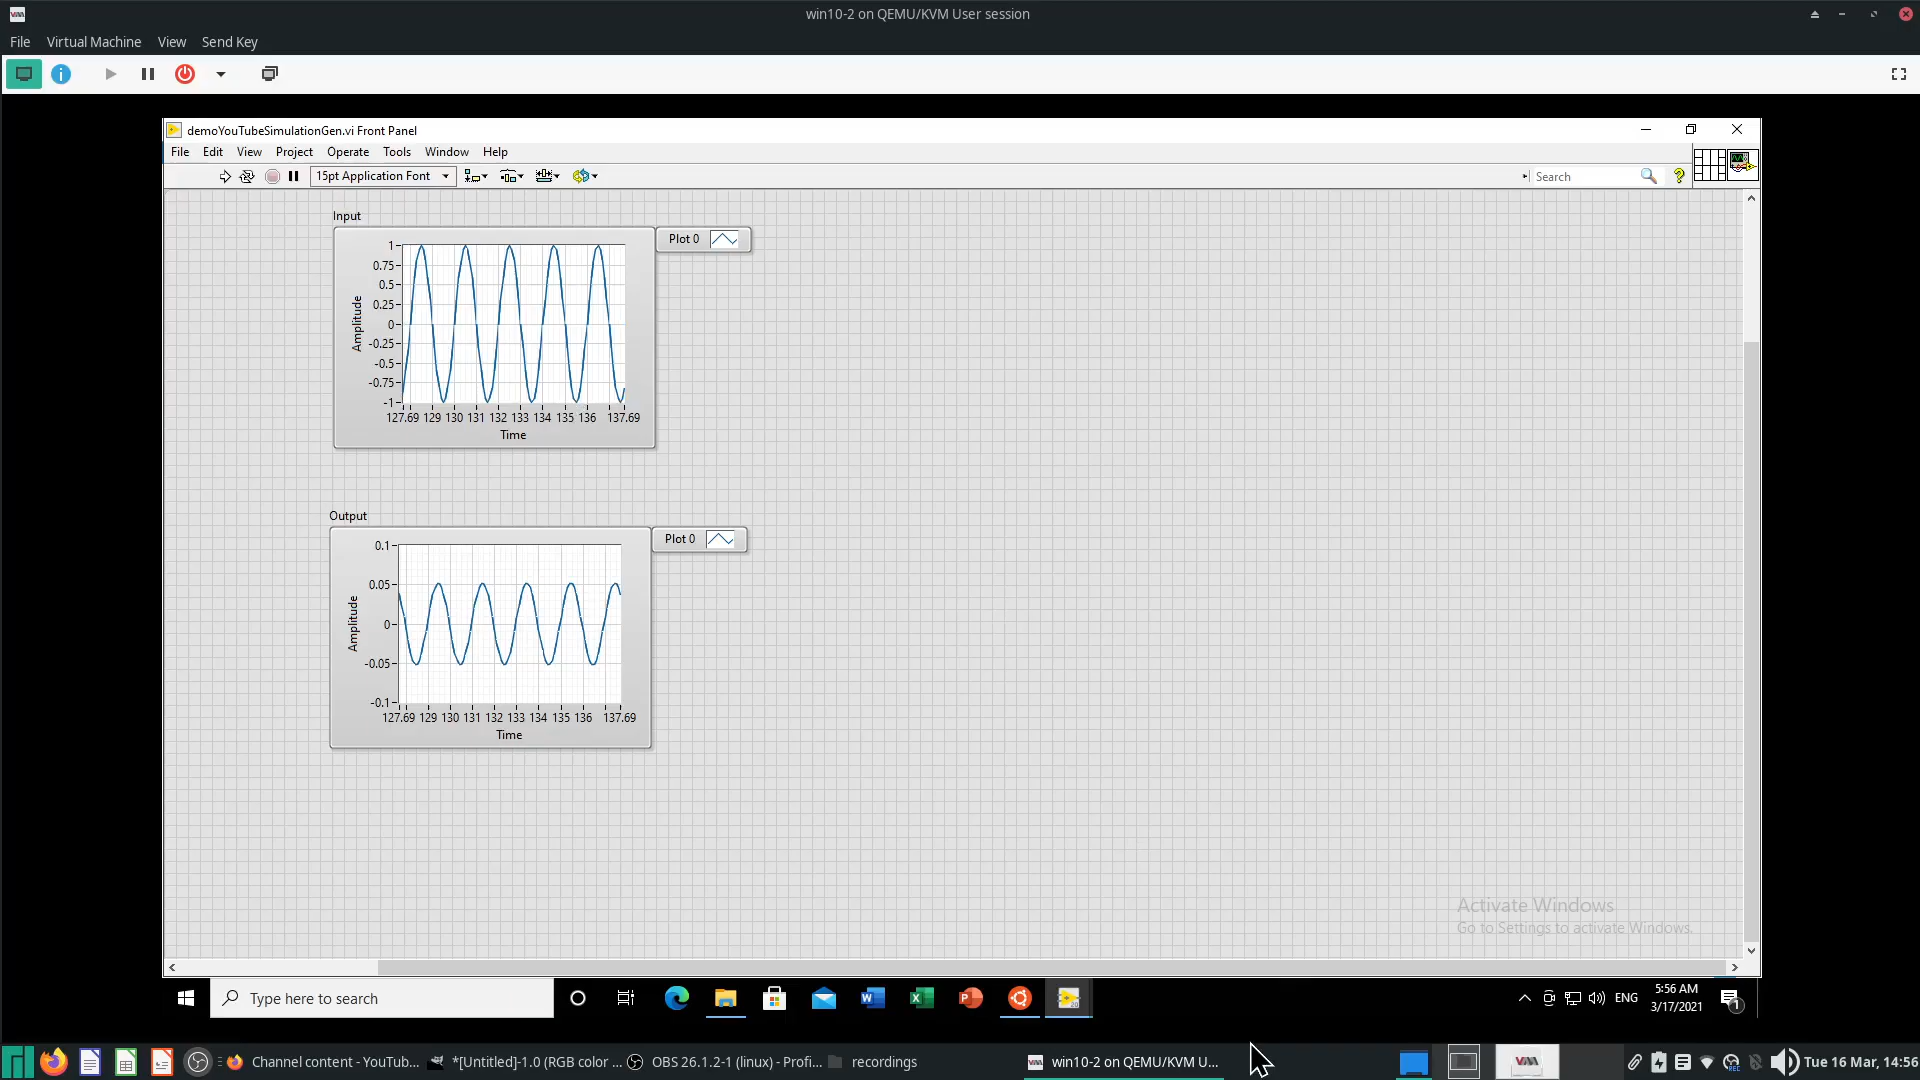 win10-2 on QEMU/KVM User session
File Virtual Machine View Send Key
demoYouTubeSimulationGen.vi Front Panel
File Edit View Project Operate Tools Window Help
15pt Application Font
Search
Input
Plot 0
1
0.75
0.5
0.25
0
-0.25
-0.5
-0.75
-1
Amplitude
127.69 129 130 131 132 133 134 135 136 137.69
Time
Output
Plot 0
0.1
0.05
0
-0.05
-0.1
Amplitude
127.69 129 130 131 132 133 134 135 136 137.69
Time
Activate Windows
Go to Settings to activate Windows.
Type here to search
ENG
5:56 AM
3/17/2021
1
Channel content - YouTub...
*[Untitled]-1.0 (RGB color ...
OBS 26.1.2-1 (linux) - Profi...
recordings
win10-2 on QEMU/KVM U...
Tue 16 Mar, 14:56